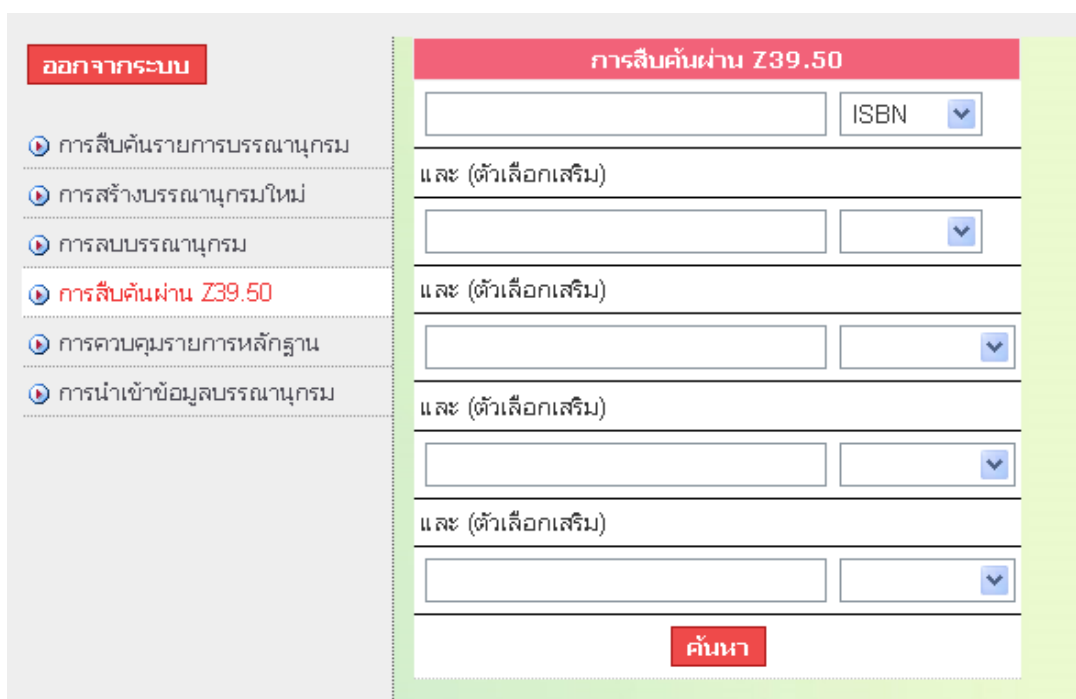 ออกจากระบบ
การสืบค้นรายการบรรณานุกรม
การสร้างบรรณานุกรมใหม่
การลบบรรณานุกรม
การสืบค้นผ่าน Z39.50
การควบคุมรายการหลักฐาน
การนำเข้าข้อมูลบรรณานุกรม
การสืบค้นผ่าน Z39.50
ISBN
และ (ตัวเลือกเสริม)
และ (ตัวเลือกเสริม)
และ (ตัวเลือกเสริม)
และ (ตัวเลือกเสริม)
ค้นหา